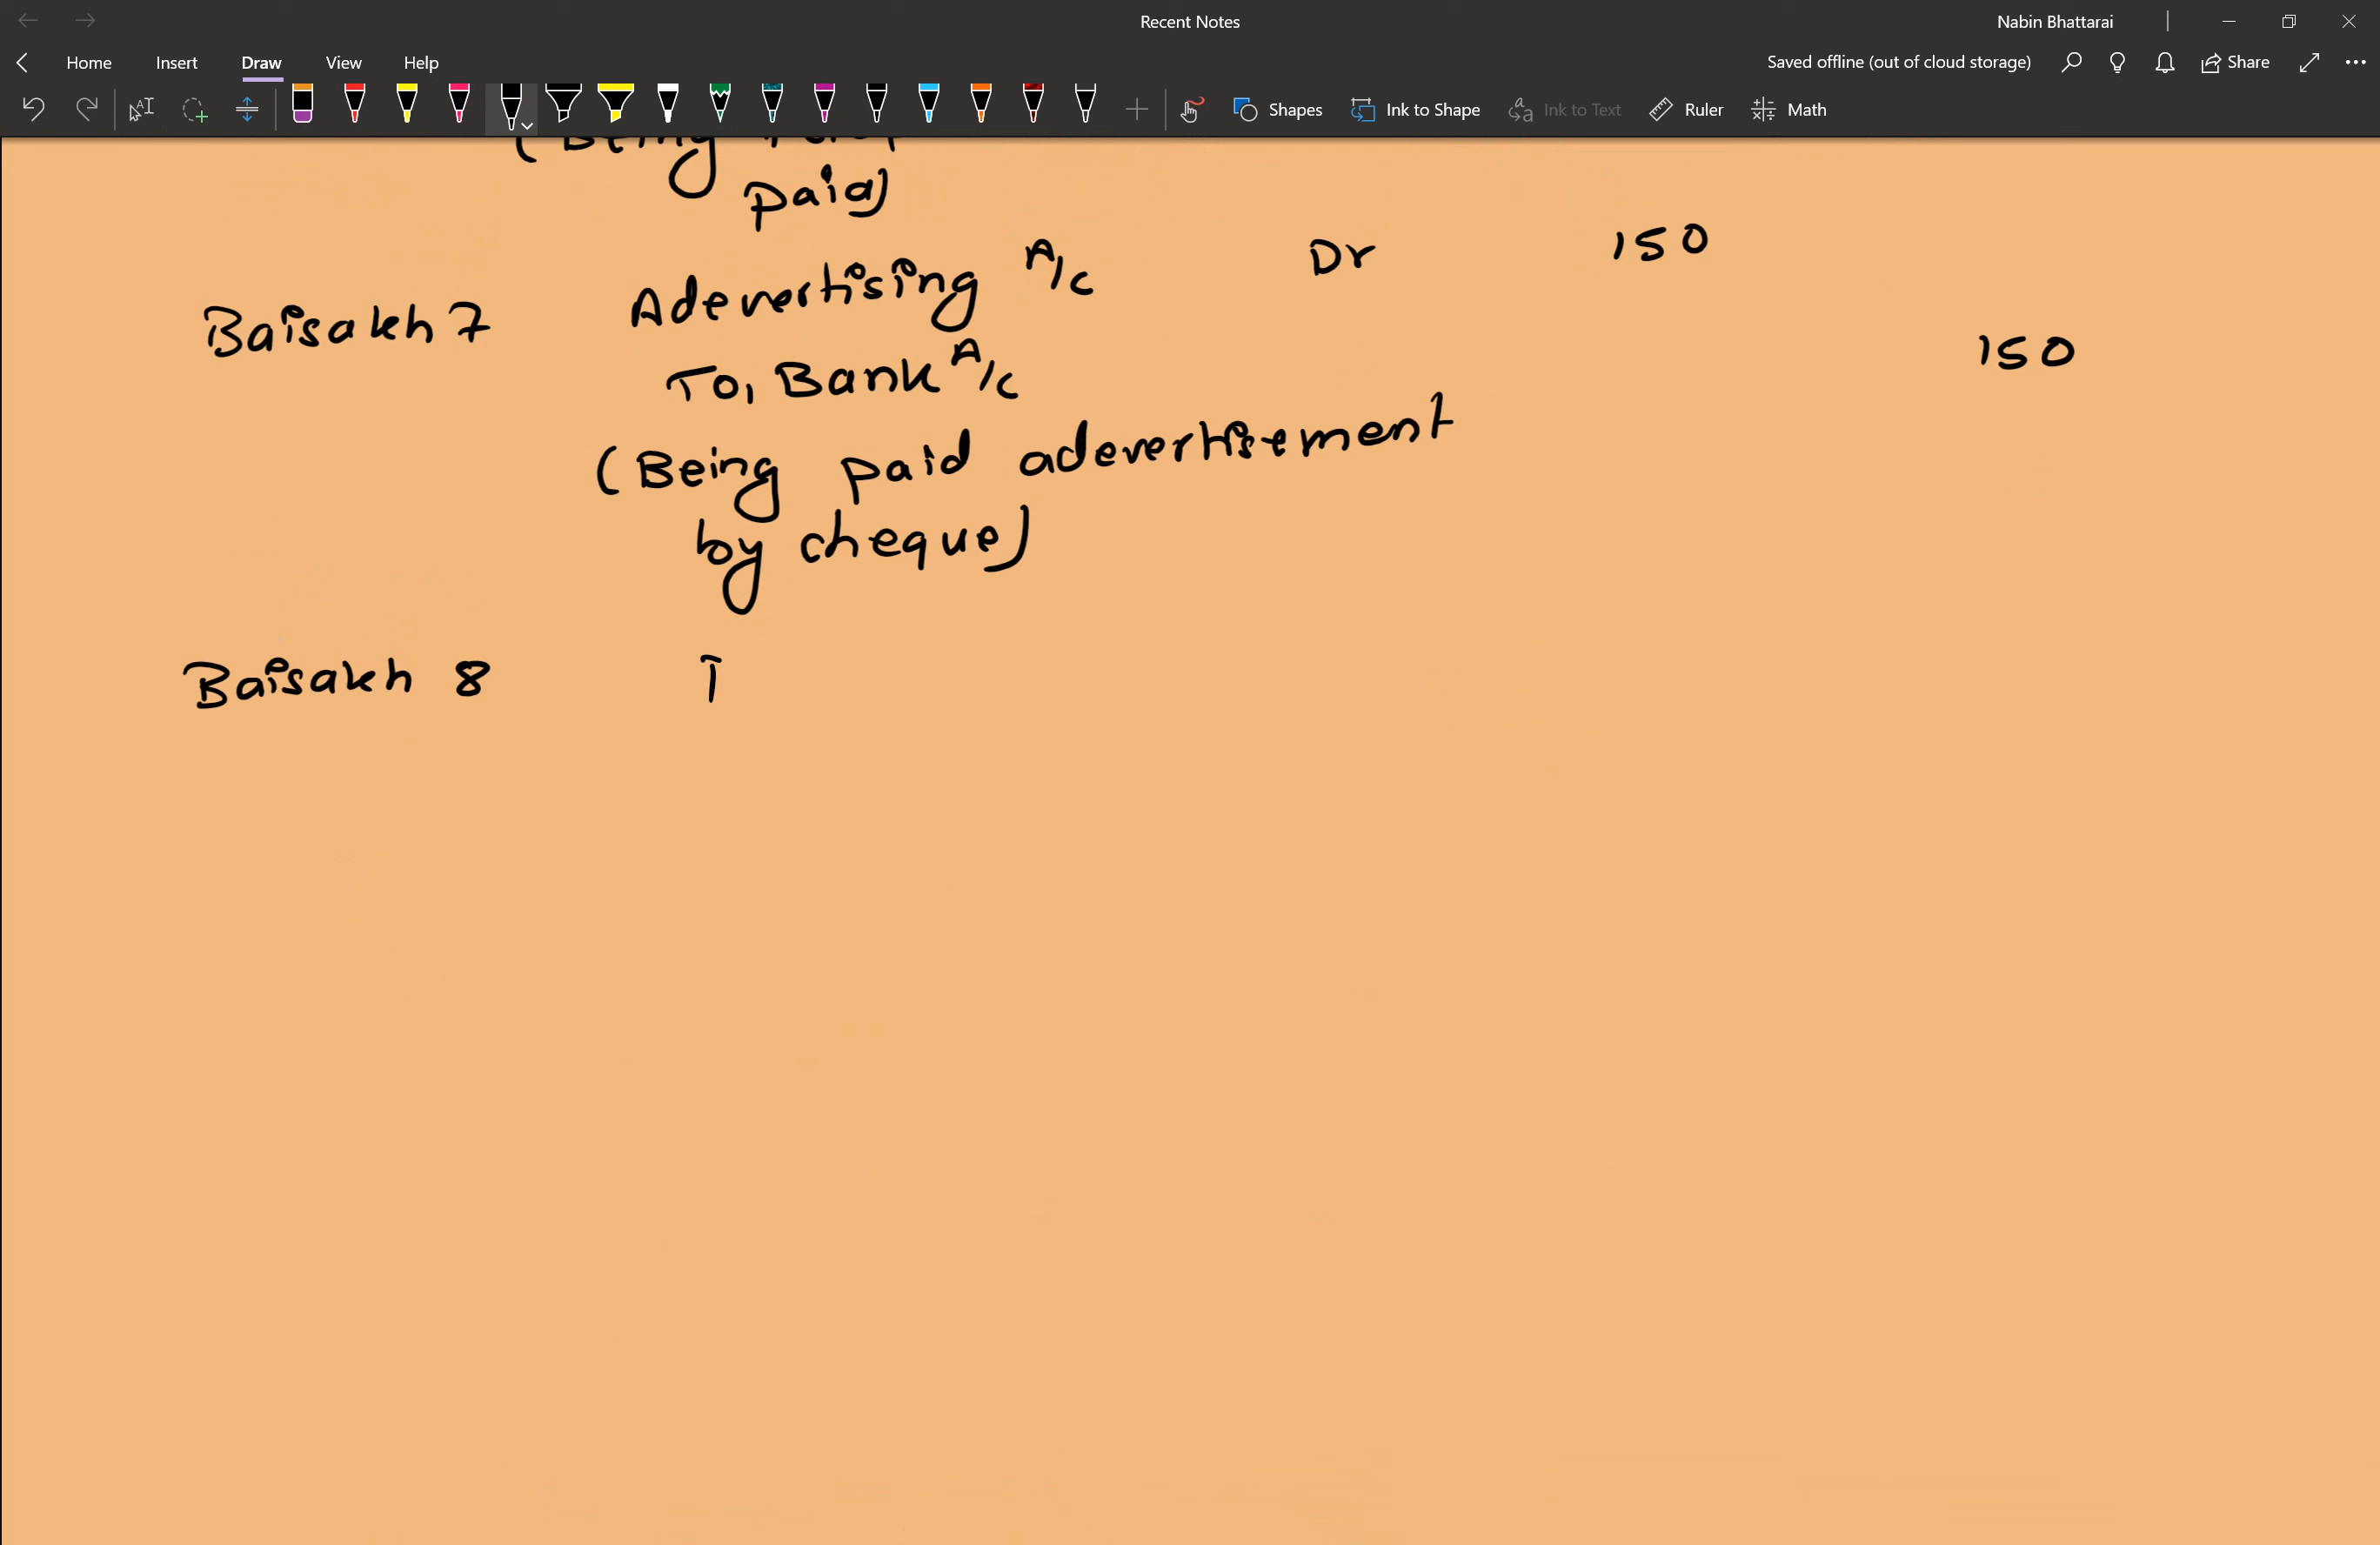 Recent Notes
Nabin Bhattarai
Home Insert Draw View Help
Saved offline (out of cloud storage)
Share
Shapes Ink to Shape Ink to Text Ruler Math
(Being
paid)
Baisakh 7 Adevertising A/c Dr 150
To, Bank A/c 150
(Being paid adevertisement
by cheque)
Baisakh 8 I